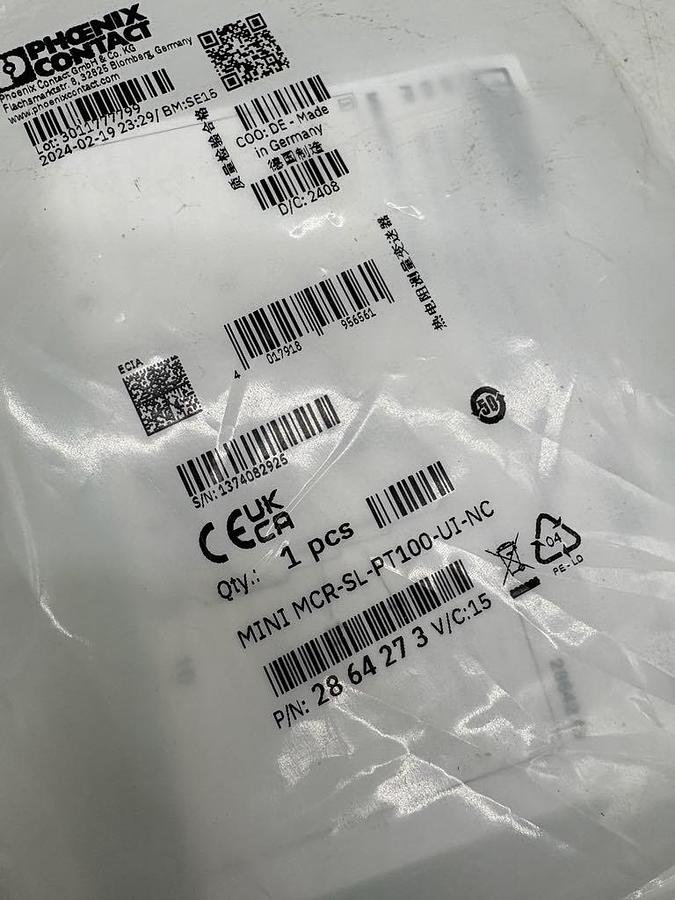 PHŒNIX
CONTACT
Phoenix Contact GmbH & Co. KG
Flachsmarktstr. 8, 32825 Blomberg, Germany
www.phoenixcontact.com
Lot: 3011777799
2024-02-19 23:29/ BM:SE15
质量检验合格
COO: DE - Made
in Germany
德国制造
D/C: 2408
热电阻测量变送器
4 017918 956561
ECIA
50
S/N: 1374082925
CE UK
CA
Qty.: 1 pcs
MINI MCR-SL-PT100-UI-NC
04
PE-LD
P/N: 28 64 27 3 V/C:15